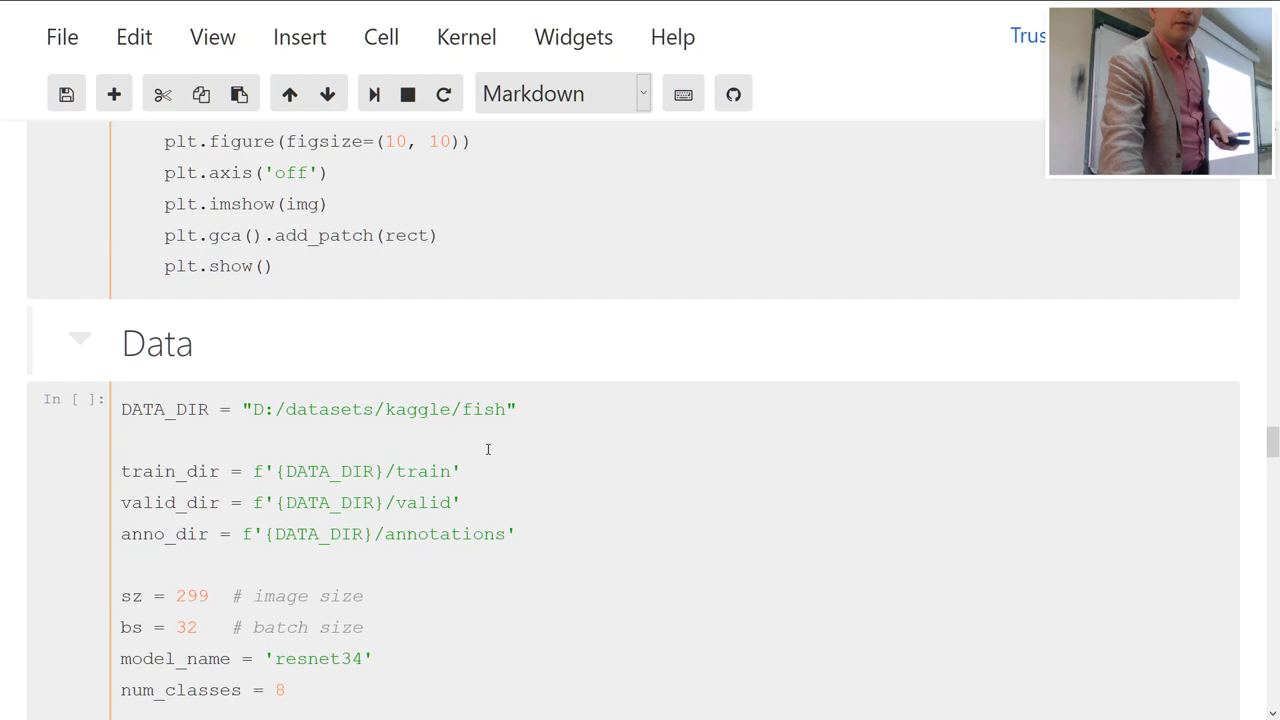 File Edit View Insert Cell Kernel Widgets Help Trus
Markdown
plt.figure(figsize=(10, 10))
plt.axis('off')
plt.imshow(img)
plt.gca().add_patch(rect)
plt.show()
Data
In [ ]:
DATA_DIR = "D:/datasets/kaggle/fish"
train_dir = f'{DATA_DIR}/train'
valid_dir = f'{DATA_DIR}/valid'
anno_dir = f'{DATA_DIR}/annotations'
sz = 299 # image size
bs = 32 # batch size
model_name = 'resnet34'
num_classes = 8